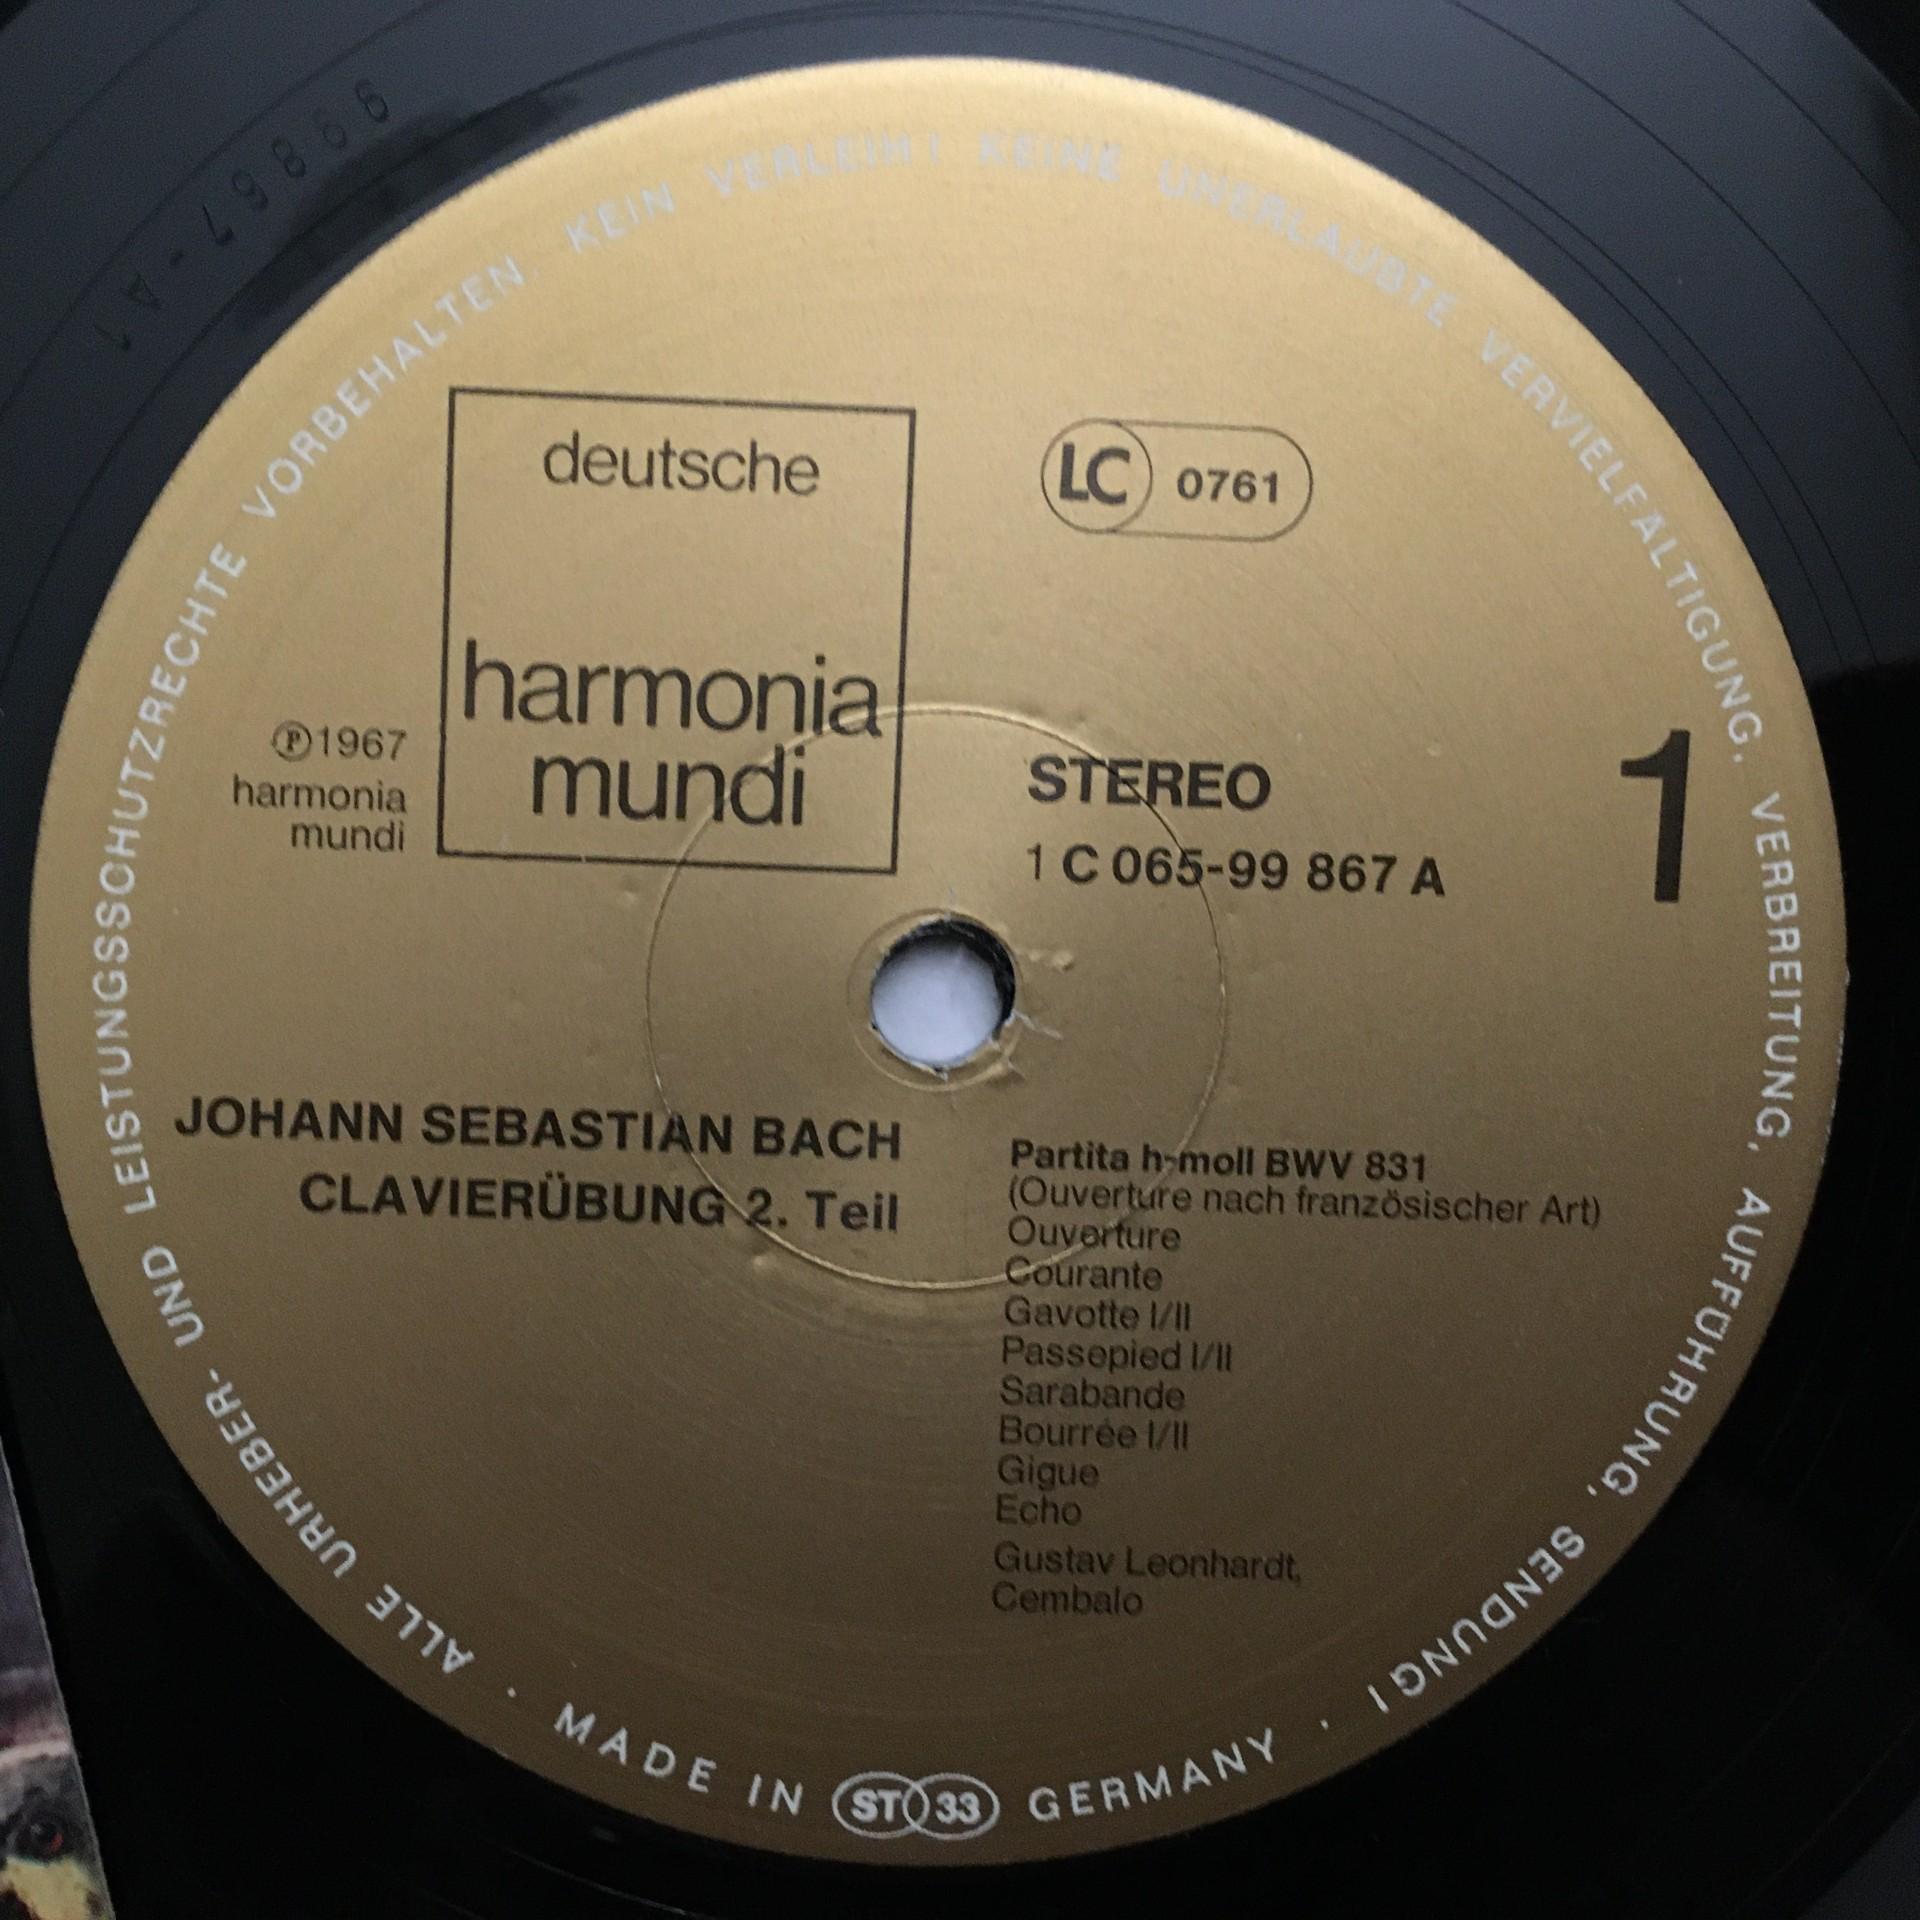 99867-A1
ALLE URHEBER- UND LEISTUNGSSCHUTZRECHTE VORBEHALTEN. KEIN VERLEIH! KEINE UNERLAUBTE VERVIELFÄLTIGUNG, VERBREITUNG, AUFFÜHRUNG, SENDUNG!
deutsche
harmonia
mundi
LC 0761
Ⓟ1967
harmonia
mundi
STEREO
1 C 065-99 867 A
1
JOHANN SEBASTIAN BACH
CLAVIERÜBUNG 2. Teil
Partita h-moll BWV 831
(Ouverture nach französischer Art)
Ouverture
Courante
Gavotte I/II
Passepied I/II
Sarabande
Bourrée I/II
Gigue
Echo
Gustav Leonhardt,
Cembalo
· MADE IN ST 33 GERMANY ·